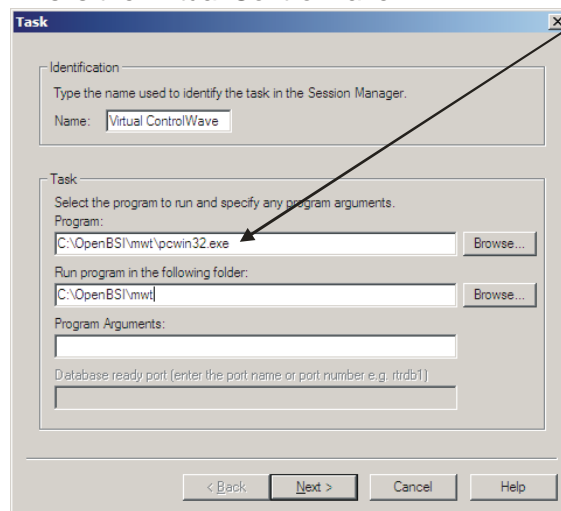 Task
Identification
Type the name used to identify the task in the Session Manager.
Name: Virtual ControlWave
Task
Select the program to run and specify any program arguments.
Program:
C:\OpenBSI\mwt\pcwin32.exe Browse...
Run program in the following folder:
C:\OpenBSI\mwt Browse...
Program Arguments:
Database ready port (enter the port name or port number e.g. rtrdb1)
< Back Next > Cancel Help